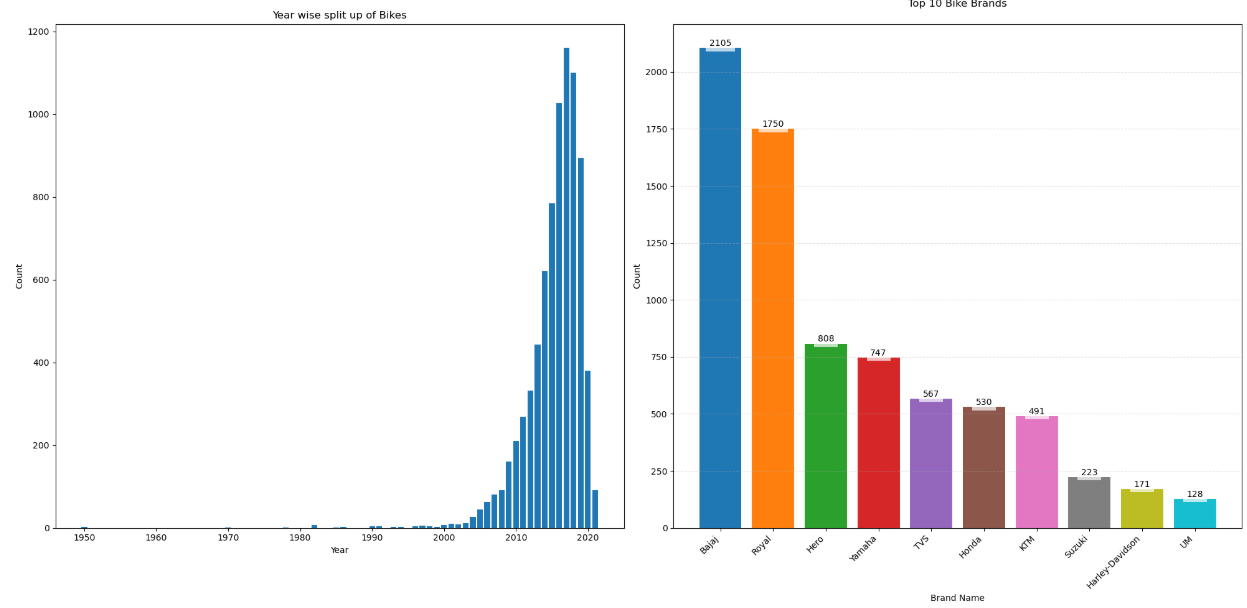 Year wise split up of Bikes
1200
1000
800
600
400
200
0
Count
1950 1960 1970 1980 1990 2000 2010 2020
Year
Top 10 Bike Brands
2000
1750
1500
1250
1000
750
500
250
0
Count
2105
1750
808
747
567
530
491
223
171
128
Bajaj
Royal
Hero
Yamaha
TVS
Honda
KTM
Suzuki
Harley-Davidson
UM
Brand Name